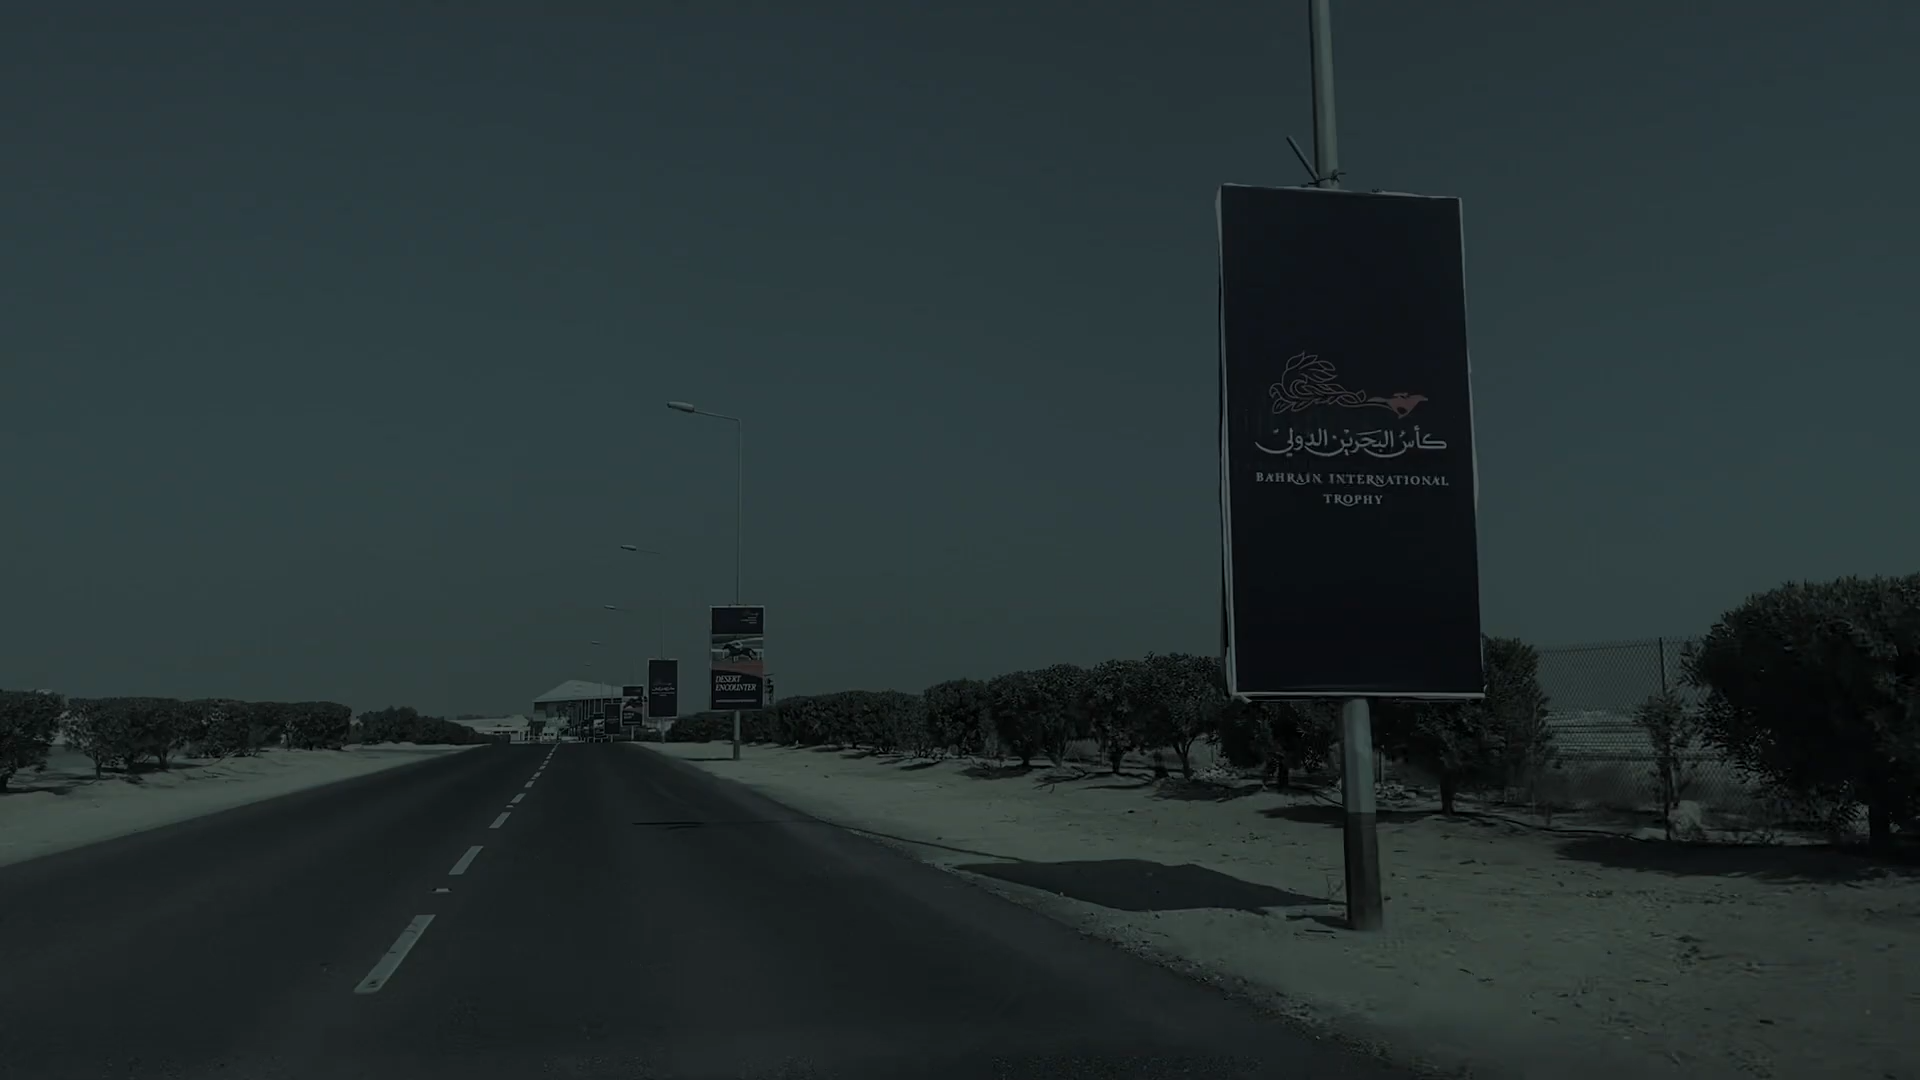 كأس البحرين الدولي
BAHRAIN INTERNATIONAL
TROPHY
DESERT
ENCOUNTER